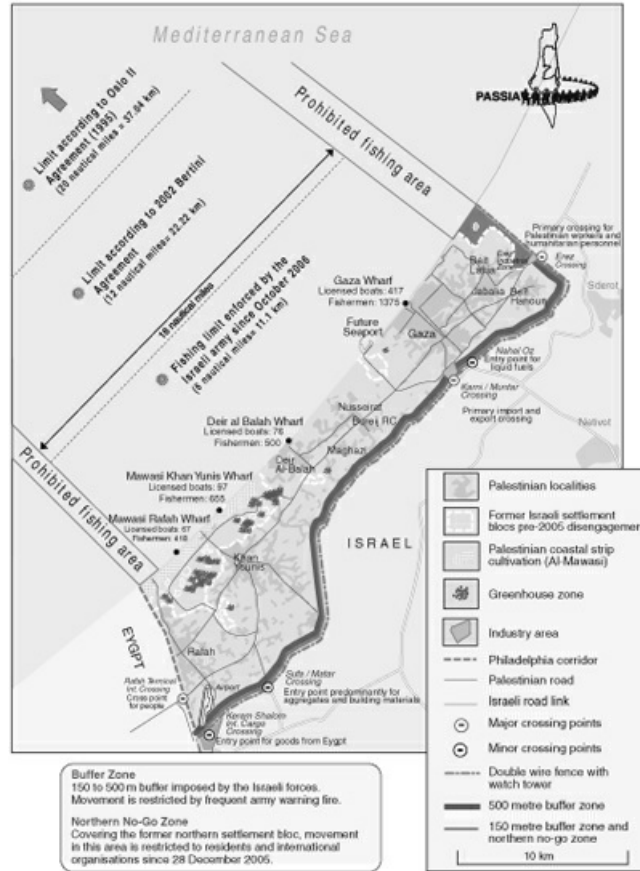 Mediterranean Sea
PASSIA
Prohibited fishing area
Limit according to Oslo II
Agreement (1995)
(20 nautical miles= 37.04 km)
Limit according to 2002 Bertini
Agreement
(12 nautical miles= 22.22 km)
18 nautical miles
Fishing limit enforced by the
Israeli army since October 2006
(6 nautical miles= 11.1 km)
Primary crossing for
Palestinian workers and
humanitarian personnel
Erez
Crossing
Beit
Lahia
Jabalia
Beit
Hanoun
Sderot
Gaza Wharf
Licensed boats: 417
Fishermen: 1375
Future
Seaport
Gaza
Nahal Oz
Entry point for
liquid fuels
Karni / Muntar
Crossing
Primary import and
export crossing
Netivot
Nusseirat
Bureij RC
Maghazi
Deir al Balah Wharf
Licensed boats: 76
Fishermen: 500
Deir
Al-Balah
Mawasi Khan Yunis Wharf
Licensed boats: 97
Fishermen: 655
Mawasi Rafah Wharf
Licensed boats: 67
Fishermen: 418
Prohibited fishing area
Khan
Younis
ISRAEL
EYGPT
Rafah
Rafah Terminal
Int. Crossing
Cross point
for people
Airport
Sufa / Matar
Crossing
Entry point predominantly for
aggregates and building materials
Kerem Shalom
Int. Cargo
Crossing
Entry point for goods from Eygpt
Palestinian localities
Former Israeli settlement
blocs pre-2005 disengagemen
Palestinian coastal strip
cultivation (Al-Mawasi)
Greenhouse zone
Industry area
Philadelphia corridor
Palestinian road
Israeli road link
Major crossing points
Minor crossing points
Double wire fence with
watch tower
500 metre buffer zone
150 metre buffer zone and
northern no-go zone
10 km
Buffer Zone
150 to 500 m buffer imposed by the Israeli forces.
Movement is restricted by frequent army warning fire.
Northern No-Go Zone
Covering the former northern settlement bloc, movement
in this area is restricted to residents and international
organisations since 28 December 2005.